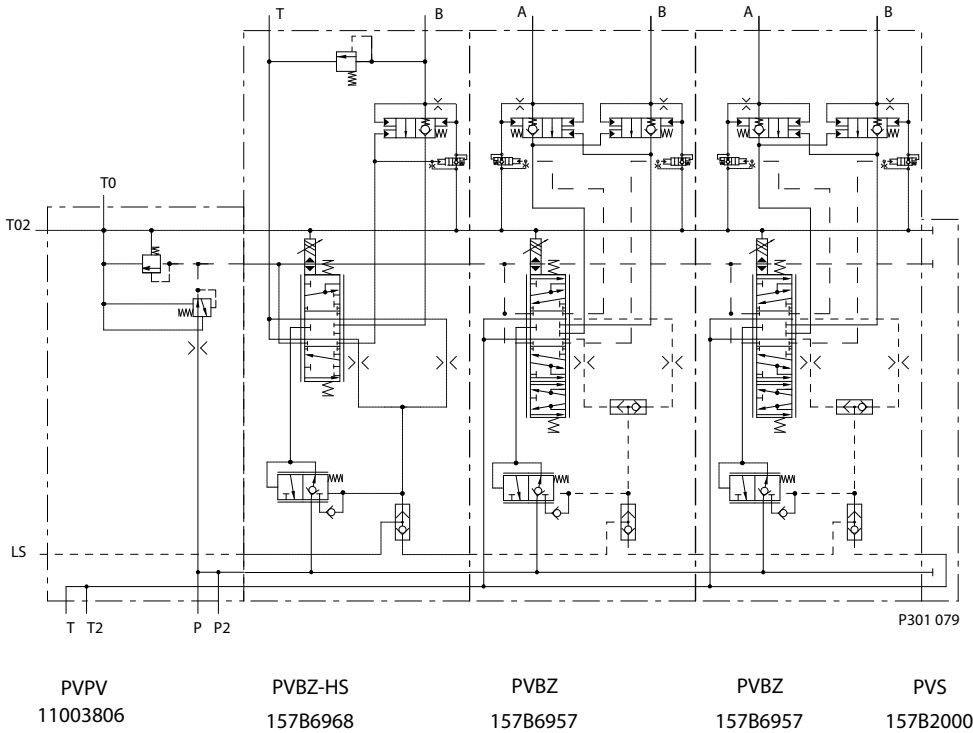 T B A B A B
T0
T02
LS
T T2 P P2
P301 079
PVPV PVBZ-HS PVBZ PVBZ PVS
11003806 157B6968 157B6957 157B6957 157B2000